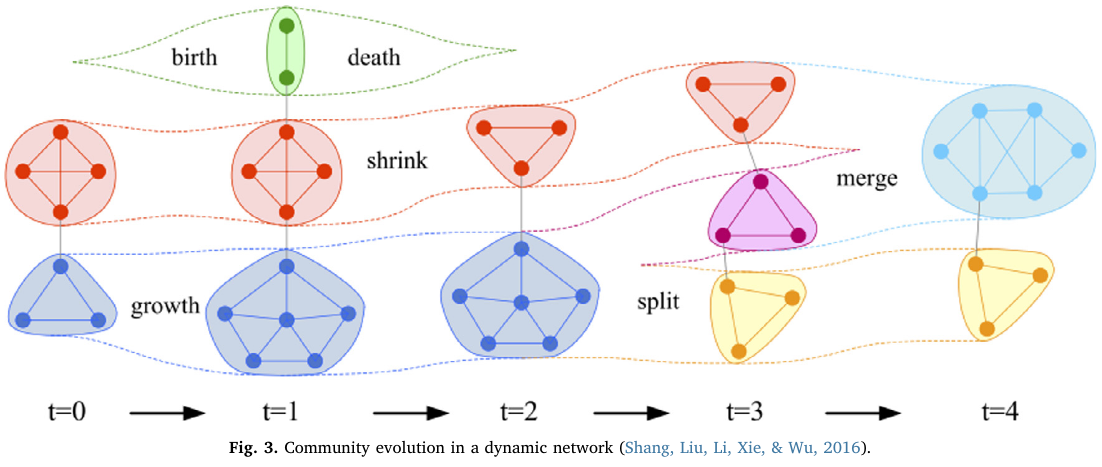 birth
death
shrink
merge
growth
split
t=0
t=1
t=2
t=3
t=4
Fig. 3. Community evolution in a dynamic network (Shang, Liu, Li, Xie, & Wu, 2016).